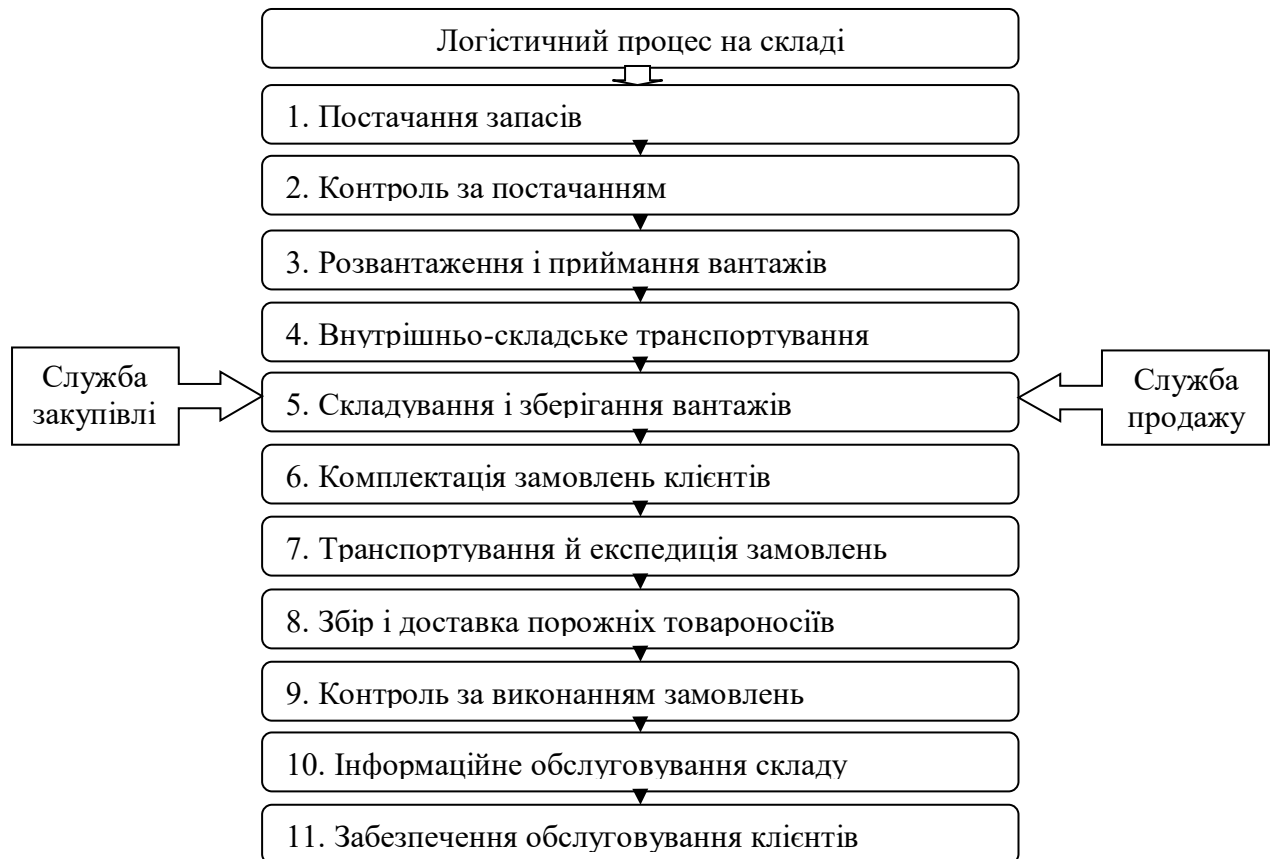 Логістичний процес на складі
1. Постачання запасів
2. Контроль за постачанням
3. Розвантаження і приймання вантажів
4. Внутрішньо-складське транспортування
Служба
закупівлі
5. Складування і зберігання вантажів
Служба
продажу
6. Комплектація замовлень клієнтів
7. Транспортування й експедиція замовлень
8. Збір і доставка порожніх товароносіїв
9. Контроль за виконанням замовлень
10. Інформаційне обслуговування складу
11. Забезпечення обслуговування клієнтів